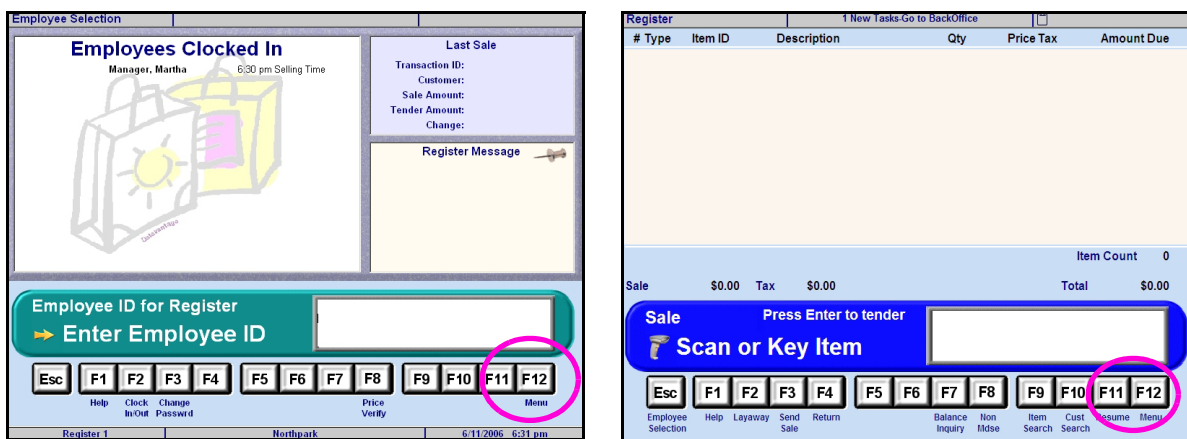 Employee Selection
Employees Clocked In
Manager, Martha 6:30 pm Selling Time
Last Sale
Transaction ID:
Customer:
Sale Amount:
Tender Amount:
Change:
Register Message
Employee ID for Register
Enter Employee ID
Esc F1 F2 F3 F4 F5 F6 F7 F8 F9 F10 F11 F12
Help Clock Change Price Menu
In/Out Passwrd Verify
Register 1 Northpark 6/11/2006 6:31 pm
Register 1 New Tasks-Go to BackOffice
# Type Item ID Description Qty Price Tax Amount Due
Item Count 0
Sale $0.00 Tax $0.00 Total $0.00
Sale Press Enter to tender
Scan or Key Item
Esc F1 F2 F3 F4 F5 F6 F7 F8 F9 F10 F11 F12
Employee Help Layaway Send Return Balance Non Item Cust Resume Menu
Selection Sale Inquiry Mdse Search Search